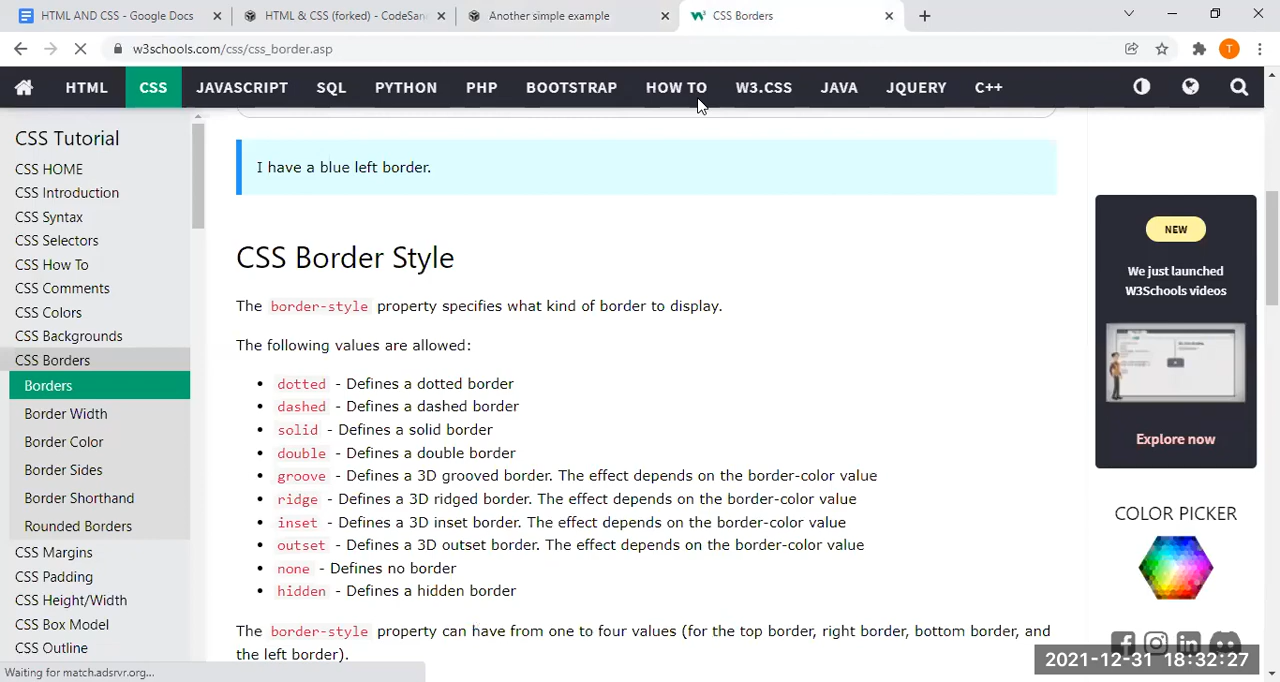 HTML AND CSS - Google Docs
HTML & CSS (forked) - CodeSan
Another simple example
CSS Borders
w3schools.com/css/css_border.asp
T
HTML CSS JAVASCRIPT SQL PYTHON PHP BOOTSTRAP HOW TO W3.CSS JAVA JQUERY C++
CSS Tutorial
CSS HOME
CSS Introduction
CSS Syntax
CSS Selectors
CSS How To
CSS Comments
CSS Colors
CSS Backgrounds
CSS Borders
Borders
Border Width
Border Color
Border Sides
Border Shorthand
Rounded Borders
CSS Margins
CSS Padding
CSS Height/Width
CSS Box Model
CSS Outline
I have a blue left border.
CSS Border Style
The border-style property specifies what kind of border to display.
The following values are allowed:
• dotted - Defines a dotted border
• dashed - Defines a dashed border
• solid - Defines a solid border
• double - Defines a double border
• groove - Defines a 3D grooved border. The effect depends on the border-color value
• ridge - Defines a 3D ridged border. The effect depends on the border-color value
• inset - Defines a 3D inset border. The effect depends on the border-color value
• outset - Defines a 3D outset border. The effect depends on the border-color value
• none - Defines no border
• hidden - Defines a hidden border
The border-style property can have from one to four values (for the top border, right border, bottom border, and
the left border).
NEW
We just launched
W3Schools videos
Explore now
COLOR PICKER
2021-12-31 18:32:27
Waiting for match.adsrvr.org...